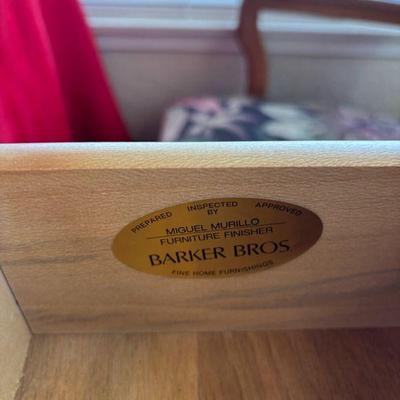 PREPARED INSPECTED APPROVED
BY
MIGUEL MURILLO
FURNITURE FINISHER
BARKER BROS.
FINE HOME FURNISHINGS